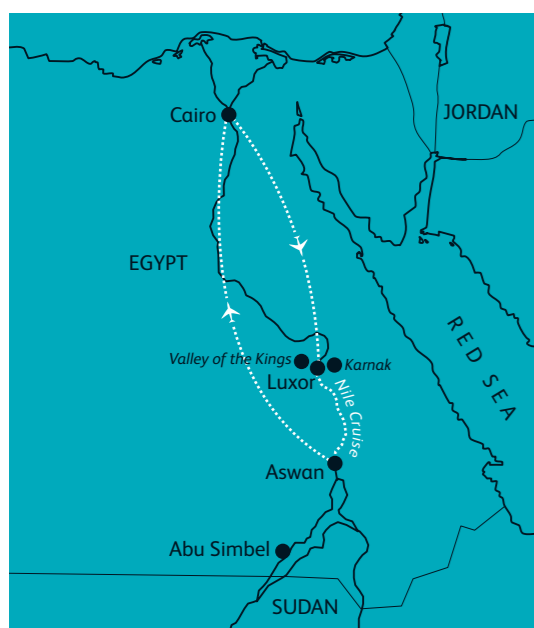 Cairo
JORDAN
EGYPT
RED SEA
Valley of the Kings
Karnak
Luxor
Nile Cruise
Aswan
Abu Simbel
SUDAN